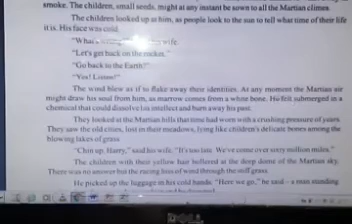 smoke. The children, small seeds, might at any instant be sown to all the Martian climes.
The children looked up at him, as people look to the sun to tell what time of their life
it is. His face was cold.
"What's wife.
"Let's get back on the rocket."
"Go back to the Earth?"
"Yes! Listen!"
The wind blew as if to flake away their identities. At any moment the Martian air
might draw his soul from him, as marrow comes from a white bone. He felt submerged in a
chemical that could dissolve his intellect and burn away his past.
They looked at the Martian hills that time had worn with a crushing pressure of years.
They saw the old cities, lost in their meadows, lying like children's delicate bones among the
blowing lakes of grass.
"Chin up, Harry," said his wife. "It's too late. We've come over sixty million miles."
The children with their yellow hair hollered at the deep dome of the Martian sky.
There was no answer but the racing hiss of wind through the stiff grass.
He picked up the luggage in his cold hands. "Here we go," he said – a man standing